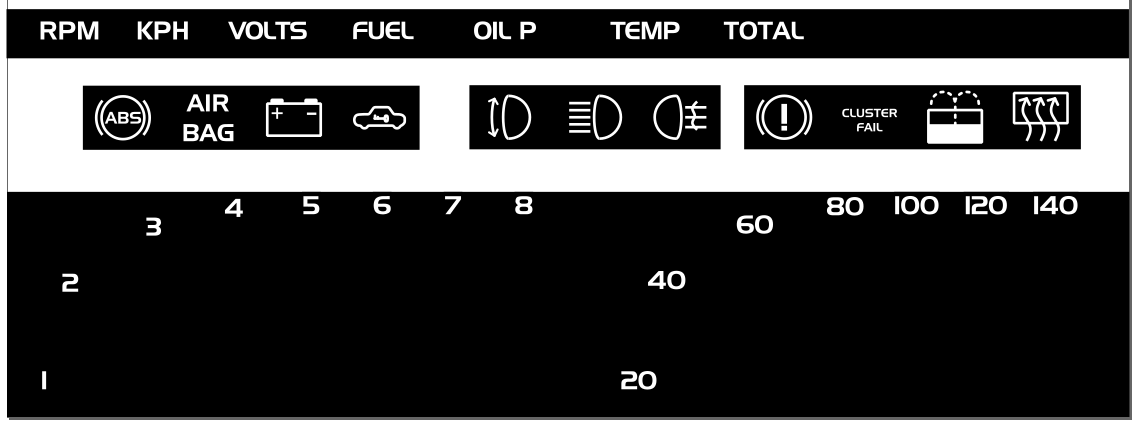 RPM KPH VOLTS FUEL OIL P TEMP TOTAL
ABS
AIR
BAG
+ -
!
CLUSTER
FAIL
4 5 6 7 8
3
2
1
80 100 120 140
60
40
20